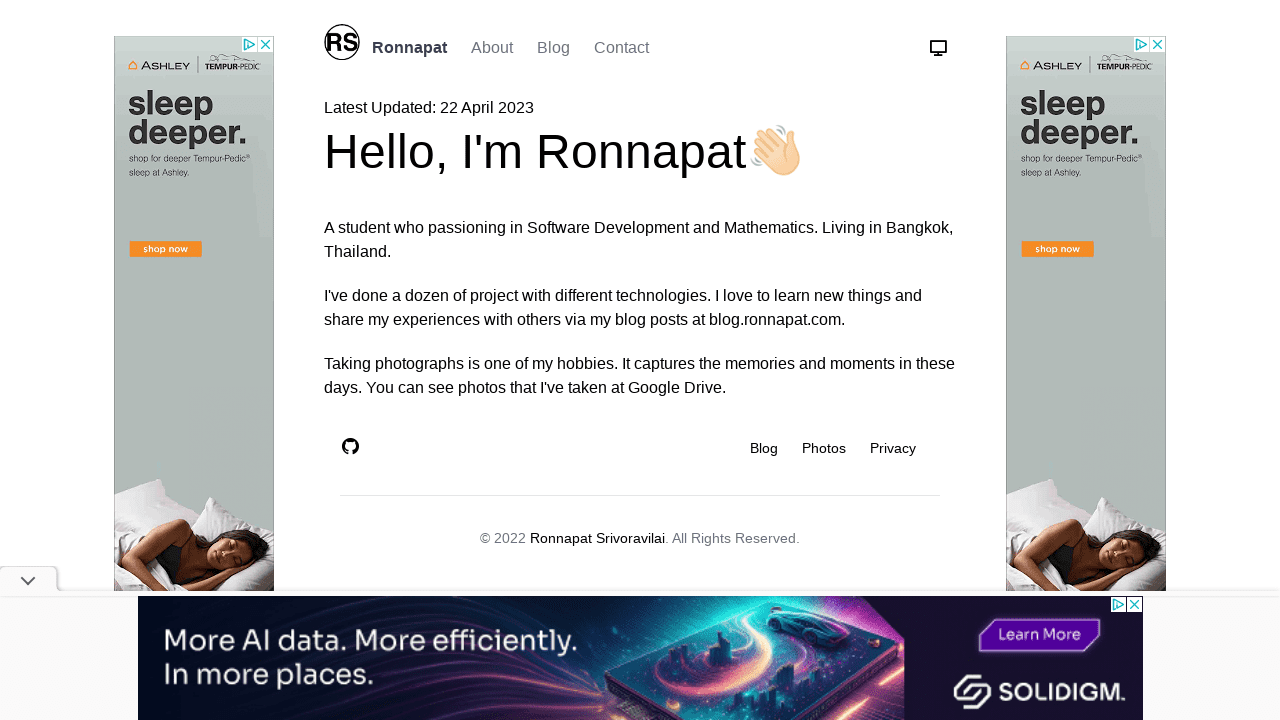 RS Ronnapat About Blog Contact
Latest Updated: 22 April 2023
Hello, I'm Ronnapat
A student who passioning in Software Development and Mathematics. Living in Bangkok,
Thailand.
I've done a dozen of project with different technologies. I love to learn new things and
share my experiences with others via my blog posts at blog.ronnapat.com.
Taking photographs is one of my hobbies. It captures the memories and moments in these
days. You can see photos that I've taken at Google Drive.
Blog Photos Privacy
© 2022 Ronnapat Srivoravilai. All Rights Reserved.
ASHLEY TEMPUR-PEDIC
sleep
deeper.
shop for deeper Tempur-Pedic®
sleep at Ashley.
shop now
ASHLEY TEMPUR-PEDIC
sleep
deeper.
shop for deeper Tempur-Pedic®
sleep at Ashley.
shop now
More AI data. More efficiently.
In more places.
Learn More
SOLIDIGM.